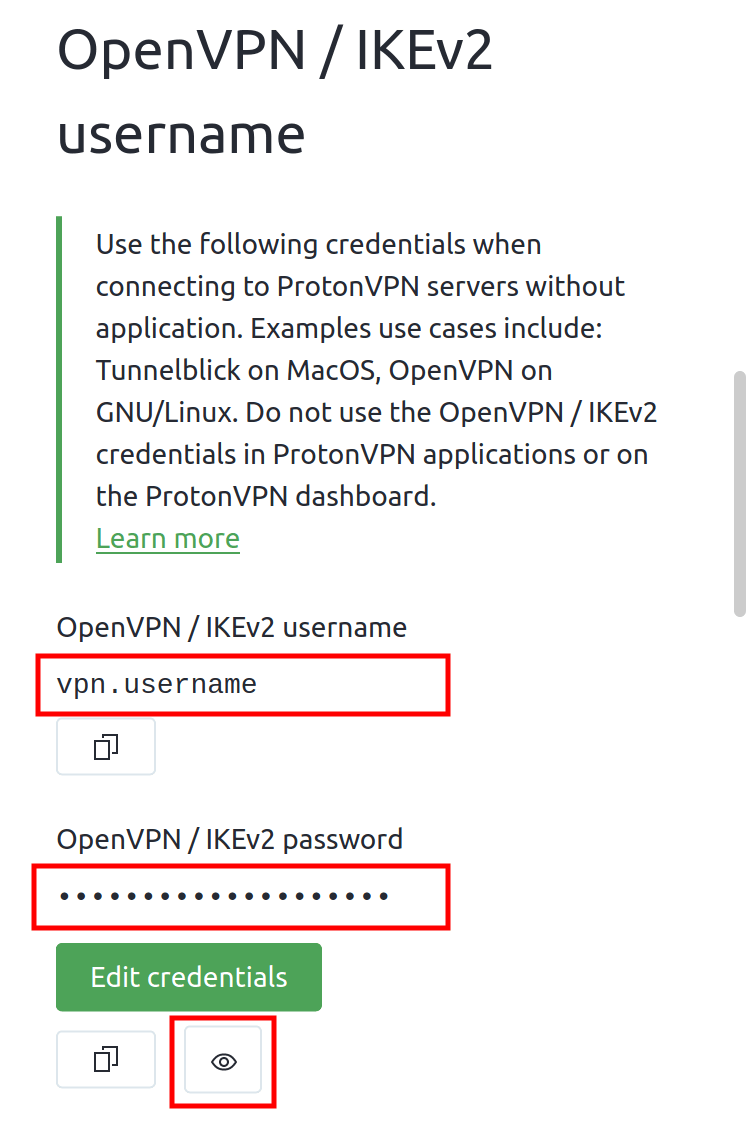 OpenVPN / IKEv2
username
Use the following credentials when
connecting to ProtonVPN servers without
application. Examples use cases include:
Tunnelblick on MacOS, OpenVPN on
GNU/Linux. Do not use the OpenVPN / IKEv2
credentials in ProtonVPN applications or on
the ProtonVPN dashboard.
Learn more
OpenVPN / IKEv2 username
vpn.username
OpenVPN / IKEv2 password
••••••••••••••••••••
Edit credentials